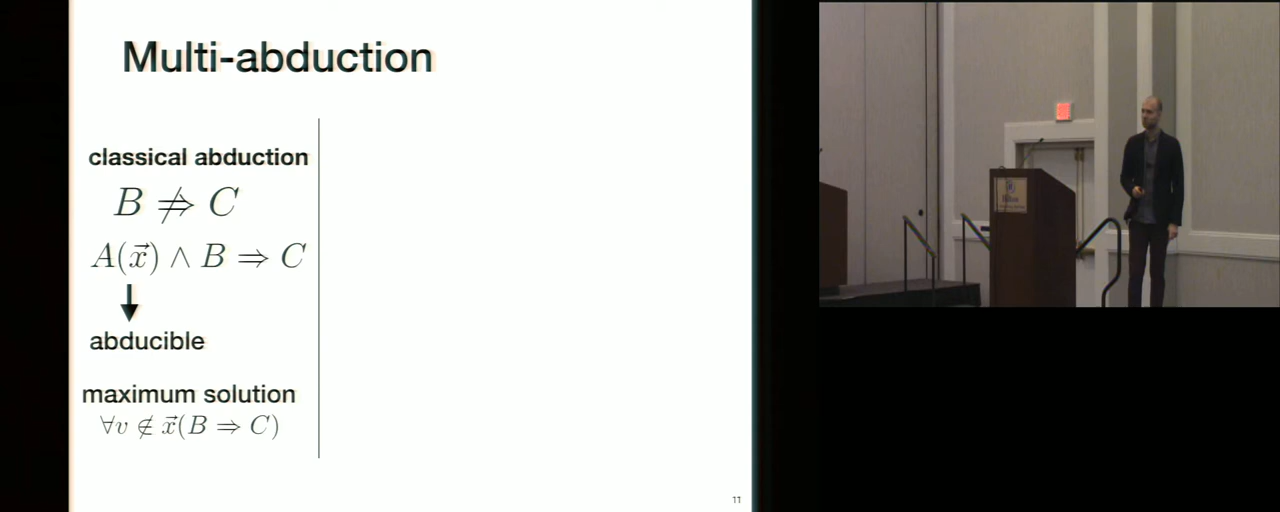 Multi-abduction
classical abduction
B ⇏ C
A(x⃗) ∧ B ⇒ C
abducible
maximum solution
∀v ∉ x⃗(B ⇒ C)
11